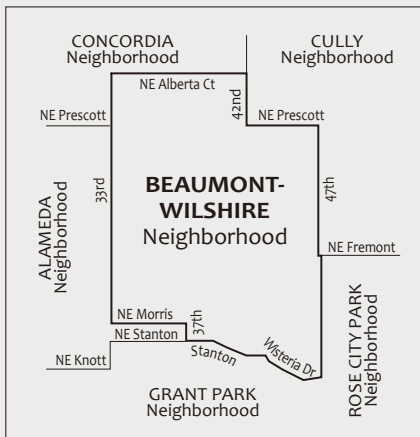 CONCORDIA
Neighborhood
CULLY
Neighborhood
NE Alberta Ct
42nd
NE Prescott
NE Prescott
33rd
47th
BEAUMONT-
WILSHIRE
Neighborhood
ALAMEDA
Neighborhood
NE Fremont
NE Morris
37th
NE Stanton
Stanton
Wisteria Dr
NE Knott
ROSE CITY PARK
Neighborhood
GRANT PARK
Neighborhood